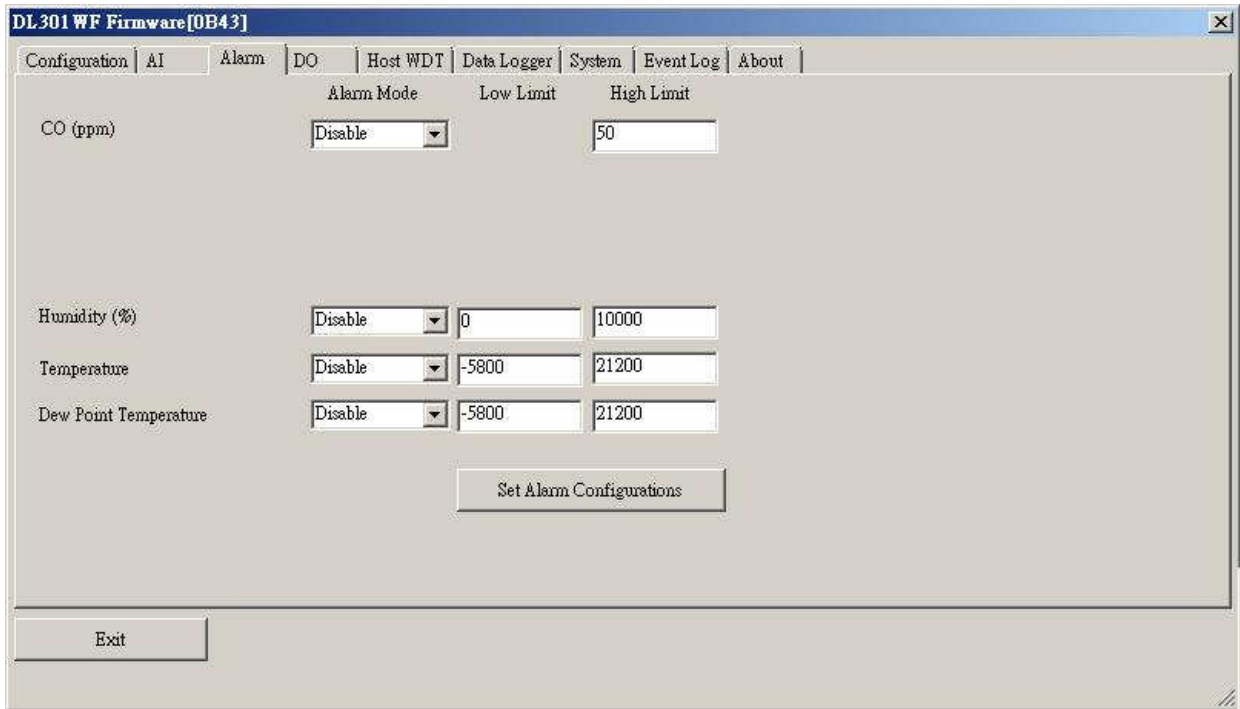 DL301 WF Firmware[0B43]
Configuration AI Alarm DO Host WDT Data Logger System Event Log About
Alarm Mode Low Limit High Limit
CO (ppm) Disable 50
Humidity (%) Disable 0 10000
Temperature Disable -5800 21200
Dew Point Temperature Disable -5800 21200
Set Alarm Configurations
Exit